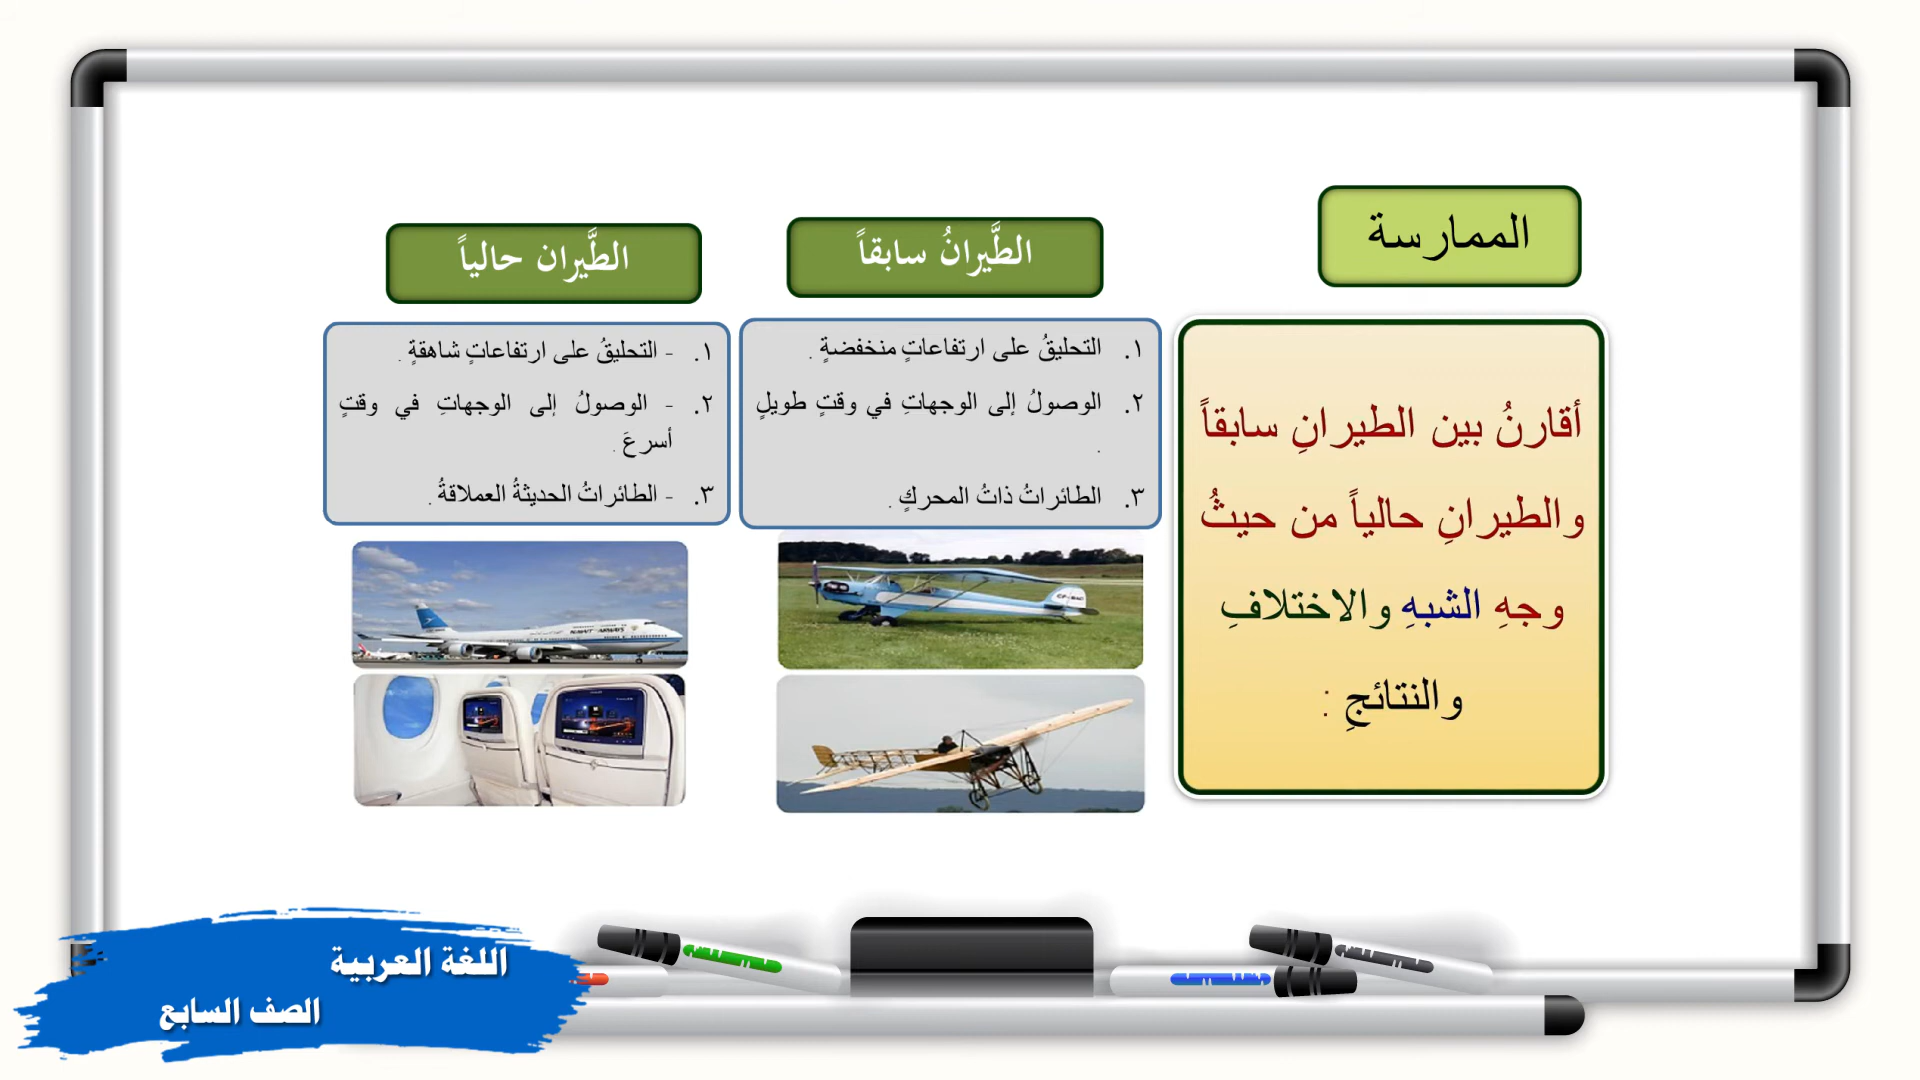 الممارسة
أقارنُ بين الطيرانِ سابقاً
والطيرانِ حالياً من حيثُ
وجهِ الشبهِ والاختلافِ
والنتائجِ :
الطَّيرانُ سابقاً
١. التحليقُ على ارتفاعاتٍ منخفضةٍ .
٢. الوصولُ إلى الوجهاتِ في وقتٍ طويلٍ
.
٣. الطائراتُ ذاتُ المحركِ .
الطَّيران حالياً
١. - التحليقُ على ارتفاعاتٍ شاهقةٍ .
٢. - الوصولُ إلى الوجهاتِ في وقتٍ
أسرعَ .
٣. - الطائراتُ الحديثةُ العملاقةُ .
KUWAIT AIRWAYS
اللغة العربية
الصف السابع